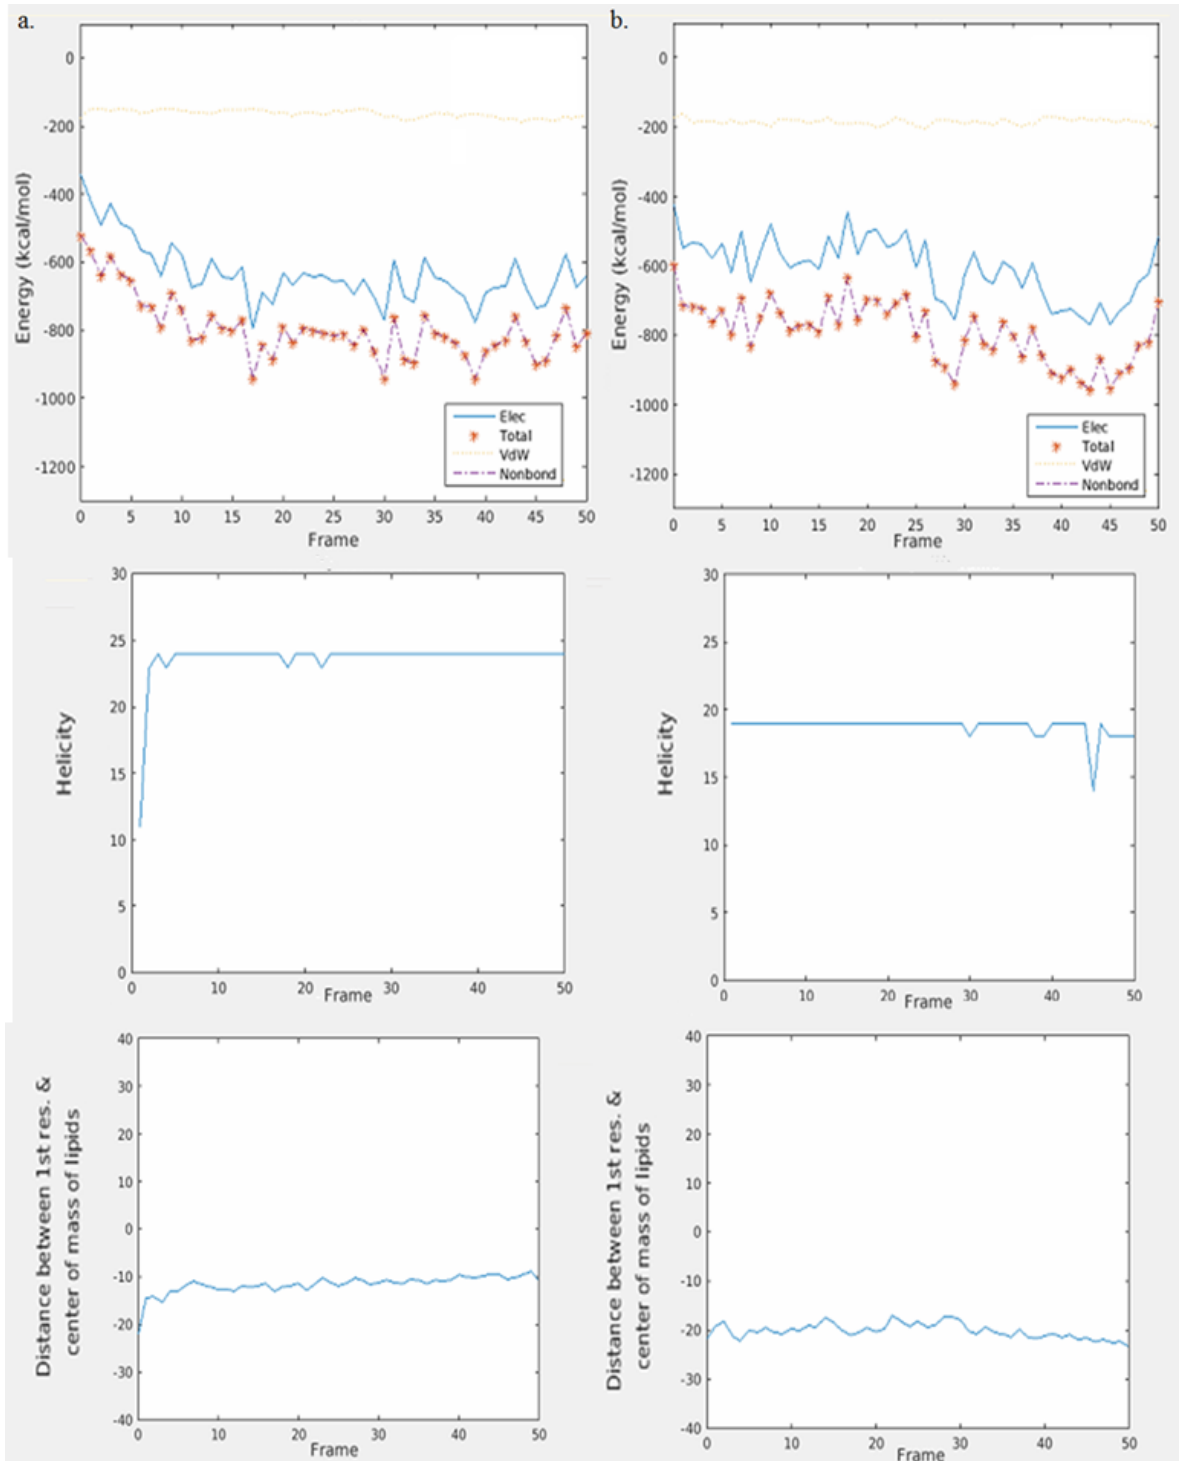 a.
b.
0
-200
-400
-600
-800
-1000
-1200
Energy (kcal/mol)
Elec
Total
VdW
Nonbond
0 5 10 15 20 25 30 35 40 45 50
Frame
0
-200
-400
-600
-800
-1000
-1200
Energy (kcal/mol)
Elec
Total
VdW
Nonbond
0 5 10 15 20 25 30 35 40 45 50
Frame
30
25
20
15
10
5
0
Helicity
0 10 20 30 40 50
Frame
30
25
20
15
10
5
0
Helicity
0 10 20 30 40 50
Frame
40
30
20
10
0
-10
-20
-30
-40
Distance between 1st res. &
center of mass of lipids
0 10 20 30 40 50
Frame
40
30
20
10
0
-10
-20
-30
-40
Distance between 1st res. &
center of mass of lipids
0 10 20 30 40 50
Frame